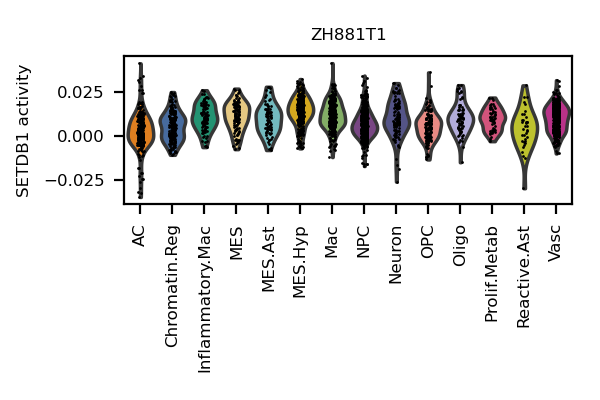 ZH881T1
SETDB1 activity
0.025
0.000
−0.025
AC
Chromatin.Reg
Inflammatory.Mac
MES
MES.Ast
MES.Hyp
Mac
NPC
Neuron
OPC
Oligo
Prolif.Metab
Reactive.Ast
Vasc